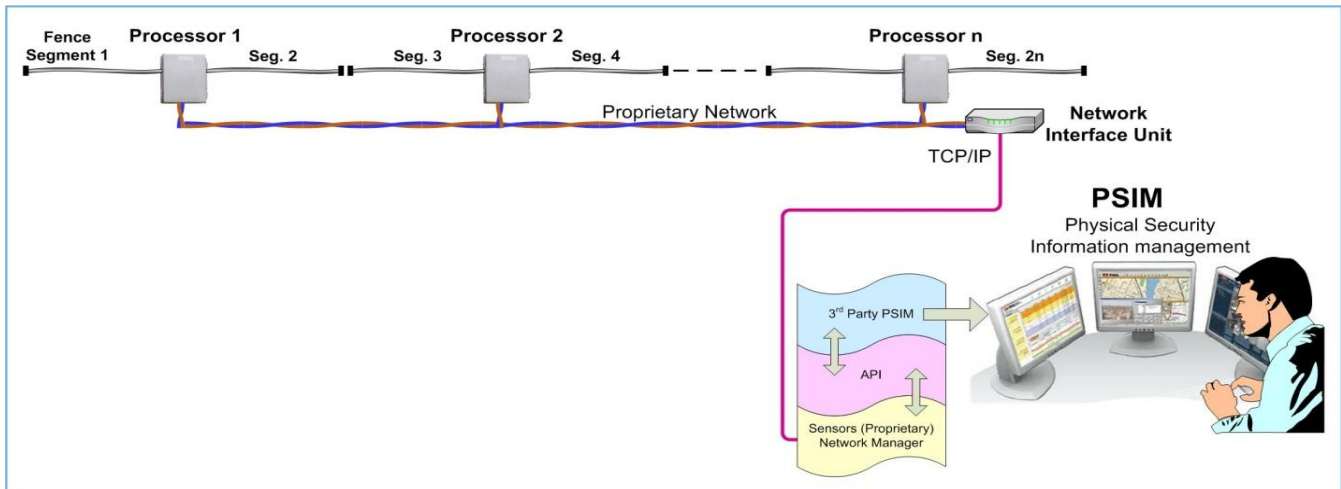 Fence
Segment 1
Processor 1
Seg. 2
Seg. 3
Processor 2
Seg. 4
Processor n
Seg. 2n
Proprietary Network
Network
Interface Unit
TCP/IP
PSIM
Physical Security
Information management
3rd Party PSIM
API
Sensors (Proprietary)
Network Manager